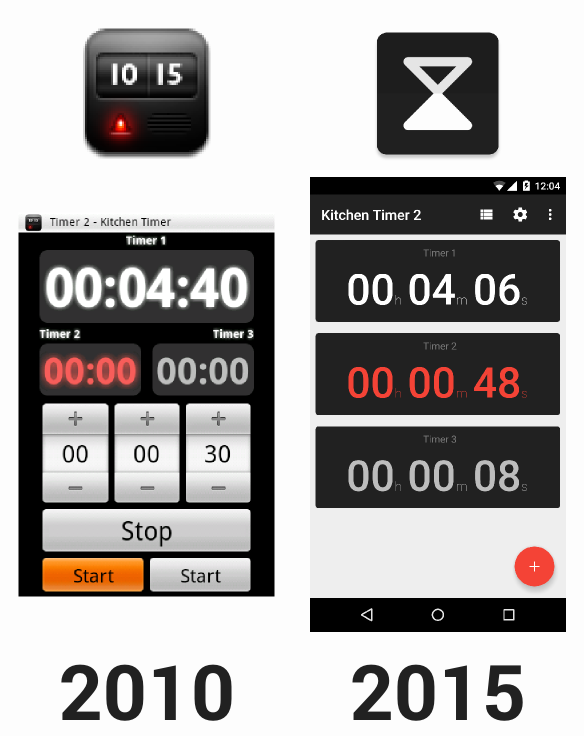 10 15
Timer 2 - Kitchen Timer
Timer 1
00:04:40
Timer 2 Timer 3
00:00 00:00
+ + +
00 00 30
− − −
Stop
Start Start
2010
12:04
Kitchen Timer 2
Timer 1
00h 04m 06s
Timer 2
00h 00m 48s
Timer 3
00h 00m 08s
+
2015